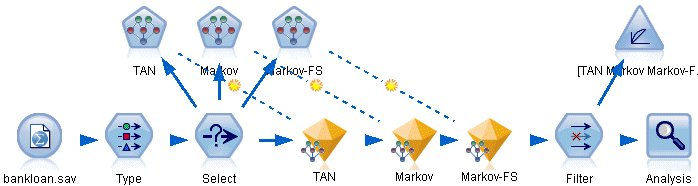 TAN
Markov
Markov-FS
[TAN Markov Markov-F...
bankloan.sav
Type
Select
TAN
Markov
Markov-FS
Filter
Analysis